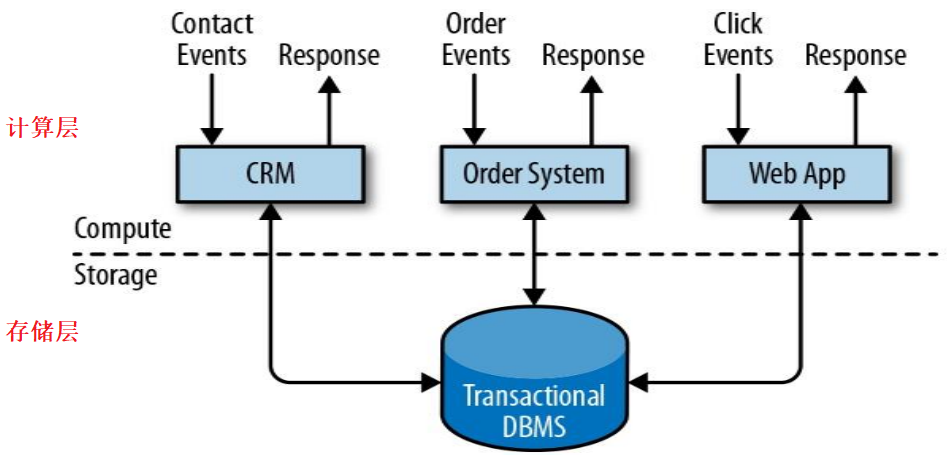 Contact
Events
Response
Order
Events
Response
Click
Events
Response
计算层
CRM
Order System
Web App
Compute
Storage
存储层
Transactional
DBMS